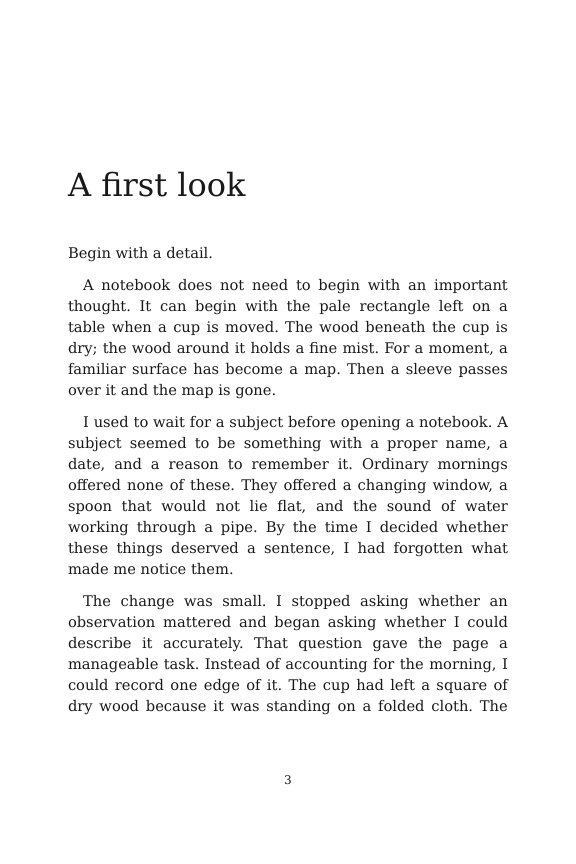 A first look
Begin with a detail.
A notebook does not need to begin with an important
thought. It can begin with the pale rectangle left on a
table when a cup is moved. The wood beneath the cup is
dry; the wood around it holds a fine mist. For a moment, a
familiar surface has become a map. Then a sleeve passes
over it and the map is gone.
I used to wait for a subject before opening a notebook. A
subject seemed to be something with a proper name, a
date, and a reason to remember it. Ordinary mornings
offered none of these. They offered a changing window, a
spoon that would not lie flat, and the sound of water
working through a pipe. By the time I decided whether
these things deserved a sentence, I had forgotten what
made me notice them.
The change was small. I stopped asking whether an
observation mattered and began asking whether I could
describe it accurately. That question gave the page a
manageable task. Instead of accounting for the morning, I
could record one edge of it. The cup had left a square of
dry wood because it was standing on a folded cloth. The
3